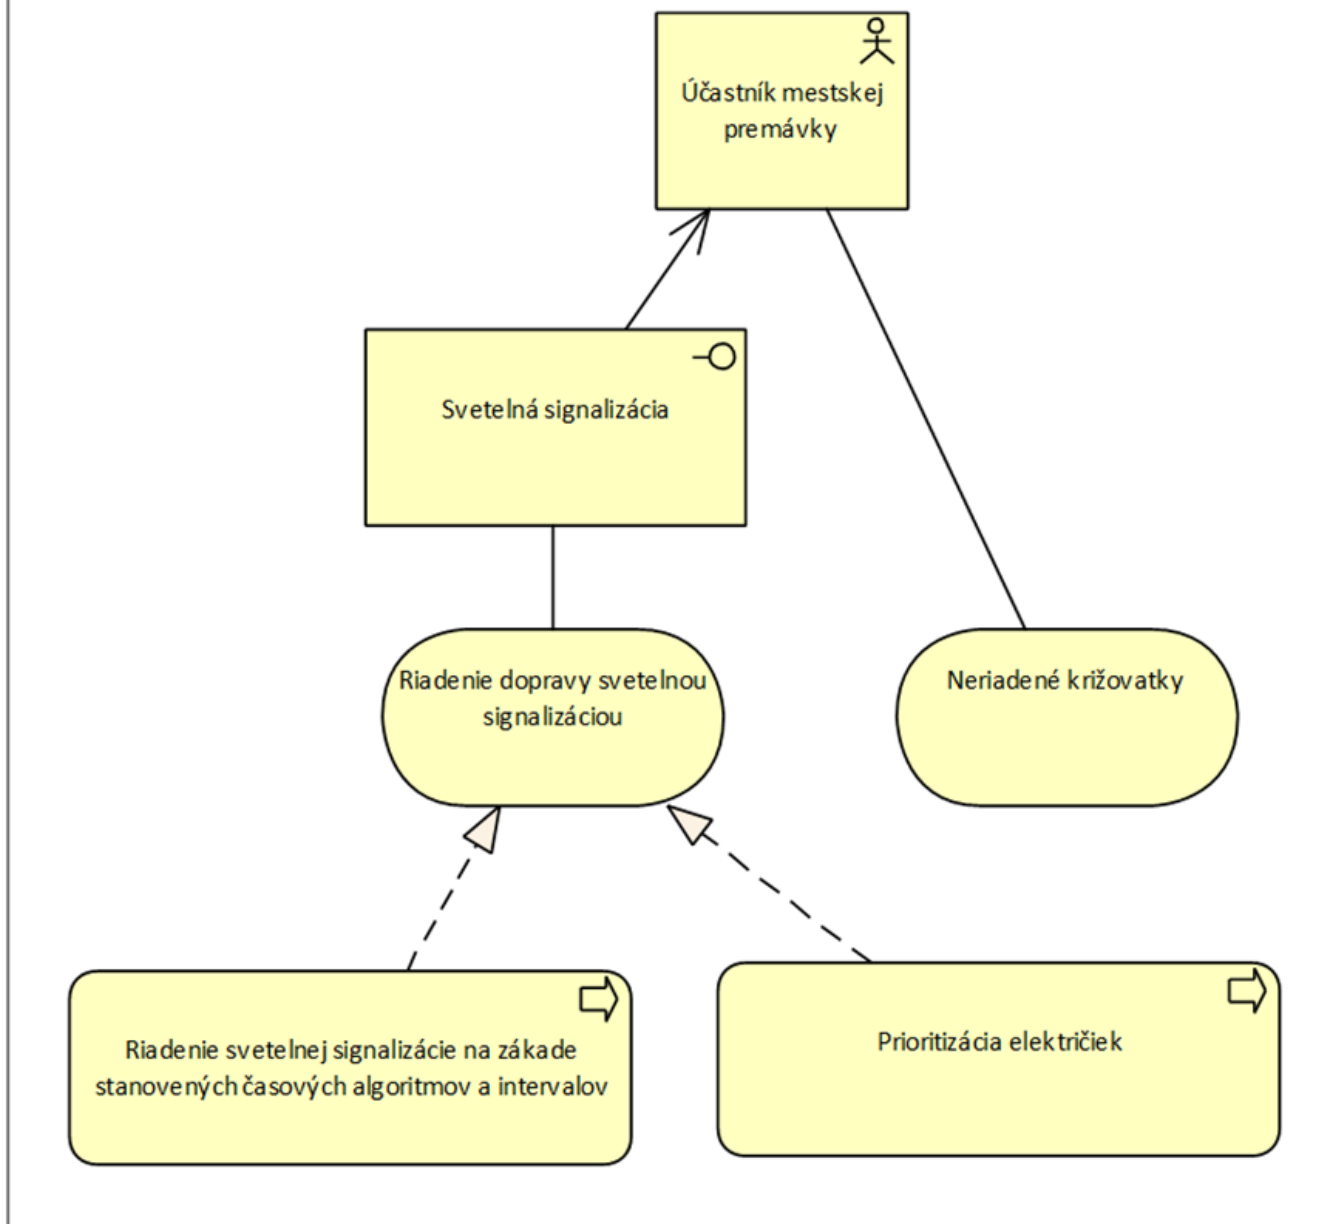 Účastník mestskej
premávky
Svetelná signalizácia
Riadenie dopravy svetelnou
signalizáciou
Neriadené križovatky
Riadenie svetelnej signalizácie na zákade
stanovených časových algoritmov a intervalov
Prioritizácia električiek